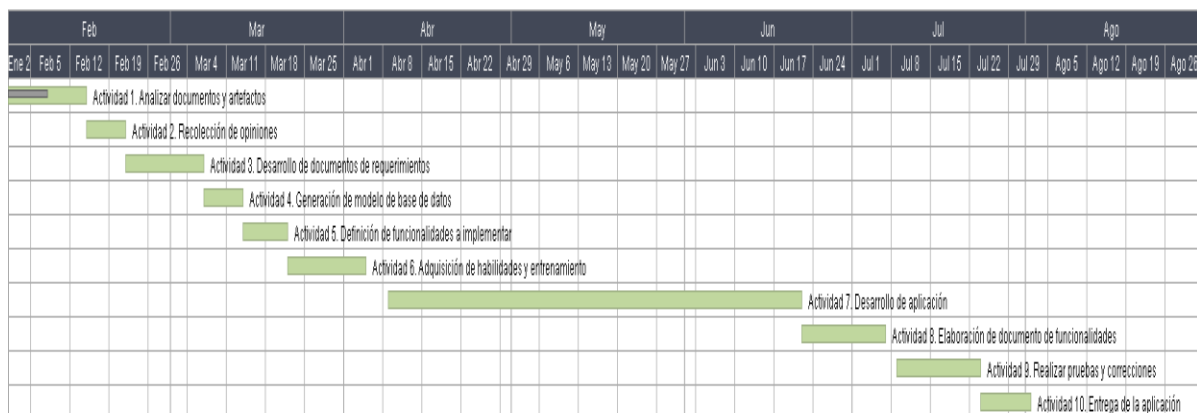 Feb Mar Abr May Jun Jul Ago
Ene 2 Feb 5 Feb 12 Feb 19 Feb 26 Mar 4 Mar 11 Mar 18 Mar 25 Abr 1 Abr 8 Abr 15 Abr 22 Abr 29 May 6 May 13 May 20 May 27 Jun 3 Jun 10 Jun 17 Jun 24 Jul 1 Jul 8 Jul 15 Jul 22 Jul 29 Ago 5 Ago 12 Ago 19 Ago 26
Actividad 1. Analizar documentos y artefactos
Actividad 2. Recolección de opiniones
Actividad 3. Desarrollo de documentos de requerimientos
Actividad 4. Generación de modelo de base de datos
Actividad 5. Definición de funcionalidades a implementar
Actividad 6. Adquisición de habilidades y entrenamiento
Actividad 7. Desarrollo de aplicación
Actividad 8. Elaboración de documento de funcionalidades
Actividad 9. Realizar pruebas y correcciones
Actividad 10. Entrega de la aplicación